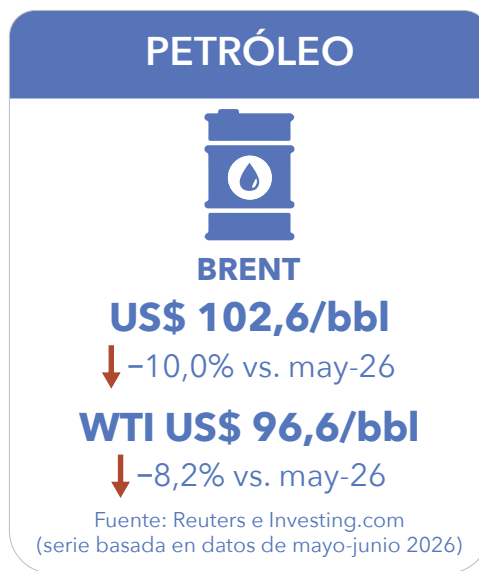 PETRÓLEO
BRENT
US$ 102,6/bbl
−10,0% vs. may-26
WTI US$ 96,6/bbl
−8,2% vs. may-26
Fuente: Reuters e Investing.com
(serie basada en datos de mayo-junio 2026)